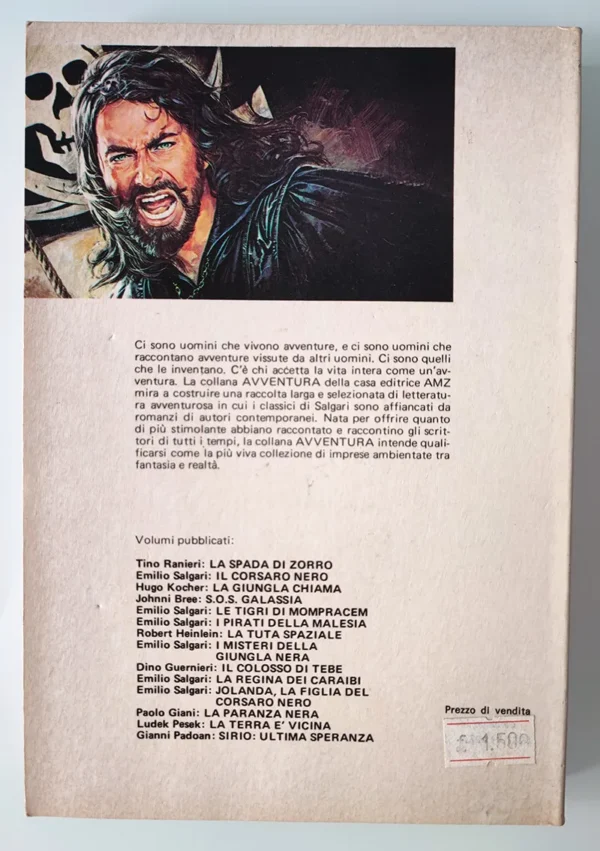 Ci sono uomini che vivono avventure, e ci sono uomini che
raccontano avventure vissute da altri uomini. Ci sono quelli
che le inventano. C'è chi accetta la vita intera come un'av-
ventura. La collana AVVENTURA della casa editrice AMZ
mira a costruire una raccolta larga e selezionata di letteratu-
ra avventurosa in cui i classici di Salgari sono affiancati da
romanzi di autori contemporanei. Nata per offrire quanto
di più stimolante abbiano raccontato e raccontino gli scrit-
tori di tutti i tempi, la collana AVVENTURA intende quali-
ficarsi come la più viva collezione di imprese ambientate tra
fantasia e realtà.
Volumi pubblicati:
Tino Ranieri: LA SPADA DI ZORRO
Emilio Salgari: IL CORSARO NERO
Hugo Kocher: LA GIUNGLA CHIAMA
Johnni Bree: S.O.S. GALASSIA
Emilio Salgari: LE TIGRI DI MOMPRACEM
Emilio Salgari: I PIRATI DELLA MALESIA
Robert Heinlein: LA TUTA SPAZIALE
Emilio Salgari: I MISTERI DELLA
GIUNGLA NERA
Dino Guernieri: IL COLOSSO DI TEBE
Emilio Salgari: LA REGINA DEI CARAIBI
Emilio Salgari: JOLANDA, LA FIGLIA DEL
CORSARO NERO
Paolo Giani: LA PARANZA NERA
Ludek Pesek: LA TERRA E' VICINA
Gianni Padoan: SIRIO: ULTIMA SPERANZA
Prezzo di vendita
£ 1.500